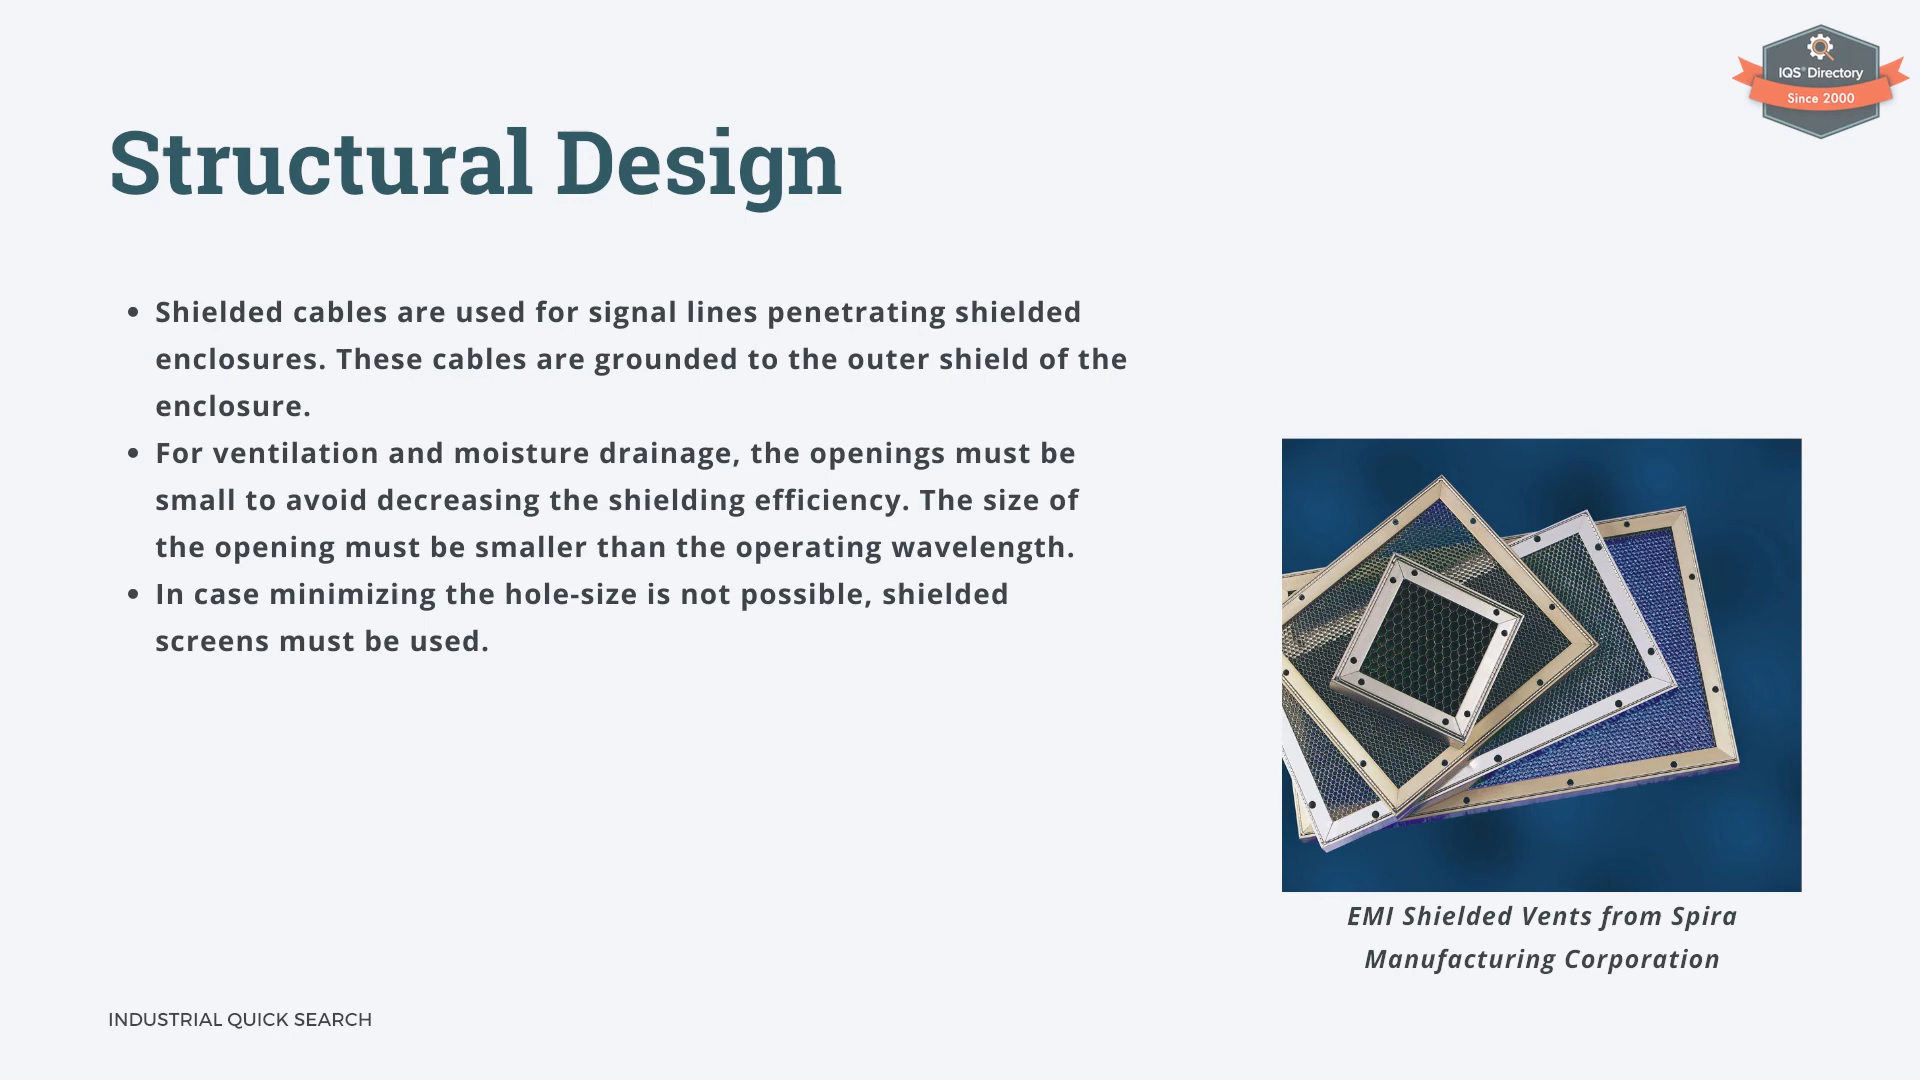 IQS® Directory
Since 2000
Structural Design
• Shielded cables are used for signal lines penetrating shielded
enclosures. These cables are grounded to the outer shield of the
enclosure.
• For ventilation and moisture drainage, the openings must be
small to avoid decreasing the shielding efficiency. The size of
the opening must be smaller than the operating wavelength.
• In case minimizing the hole-size is not possible, shielded
screens must be used.
EMI Shielded Vents from Spira
Manufacturing Corporation
INDUSTRIAL QUICK SEARCH